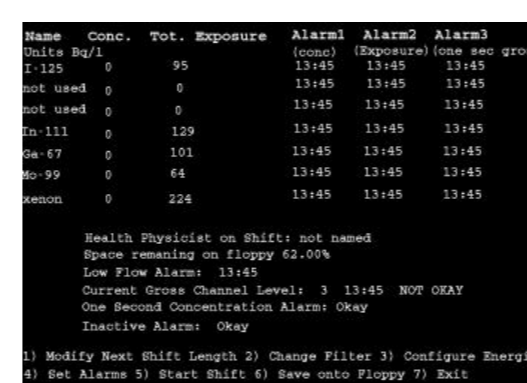 Name Conc. Tot. Exposure Alarm1 Alarm2 Alarm3
Units Bq/l (conc) (Exposure) (one sec gro
I-125 0 95 13:45 13:45 13:45
not used 0 0 13:45 13:45 13:45
not used 0 0 13:45 13:45 13:45
In-111 0 129 13:45 13:45 13:45
Ga-67 0 101 13:45 13:45 13:45
Mo-99 0 64 13:45 13:45 13:45
xenon 0 224 13:45 13:45 13:45
Health Physicist on Shift: not named
Space remaning on floppy 62.00%
Low Flow Alarm: 13:45
Current Gross Channel Level: 3 13:45 NOT OKAY
One Second Concentration Alarm: Okay
Inactive Alarm: Okay
1) Modify Next Shift Length 2) Change Filter 3) Configure Energi
4) Set Alarms 5) Start Shift 6) Save onto Floppy 7) Exit